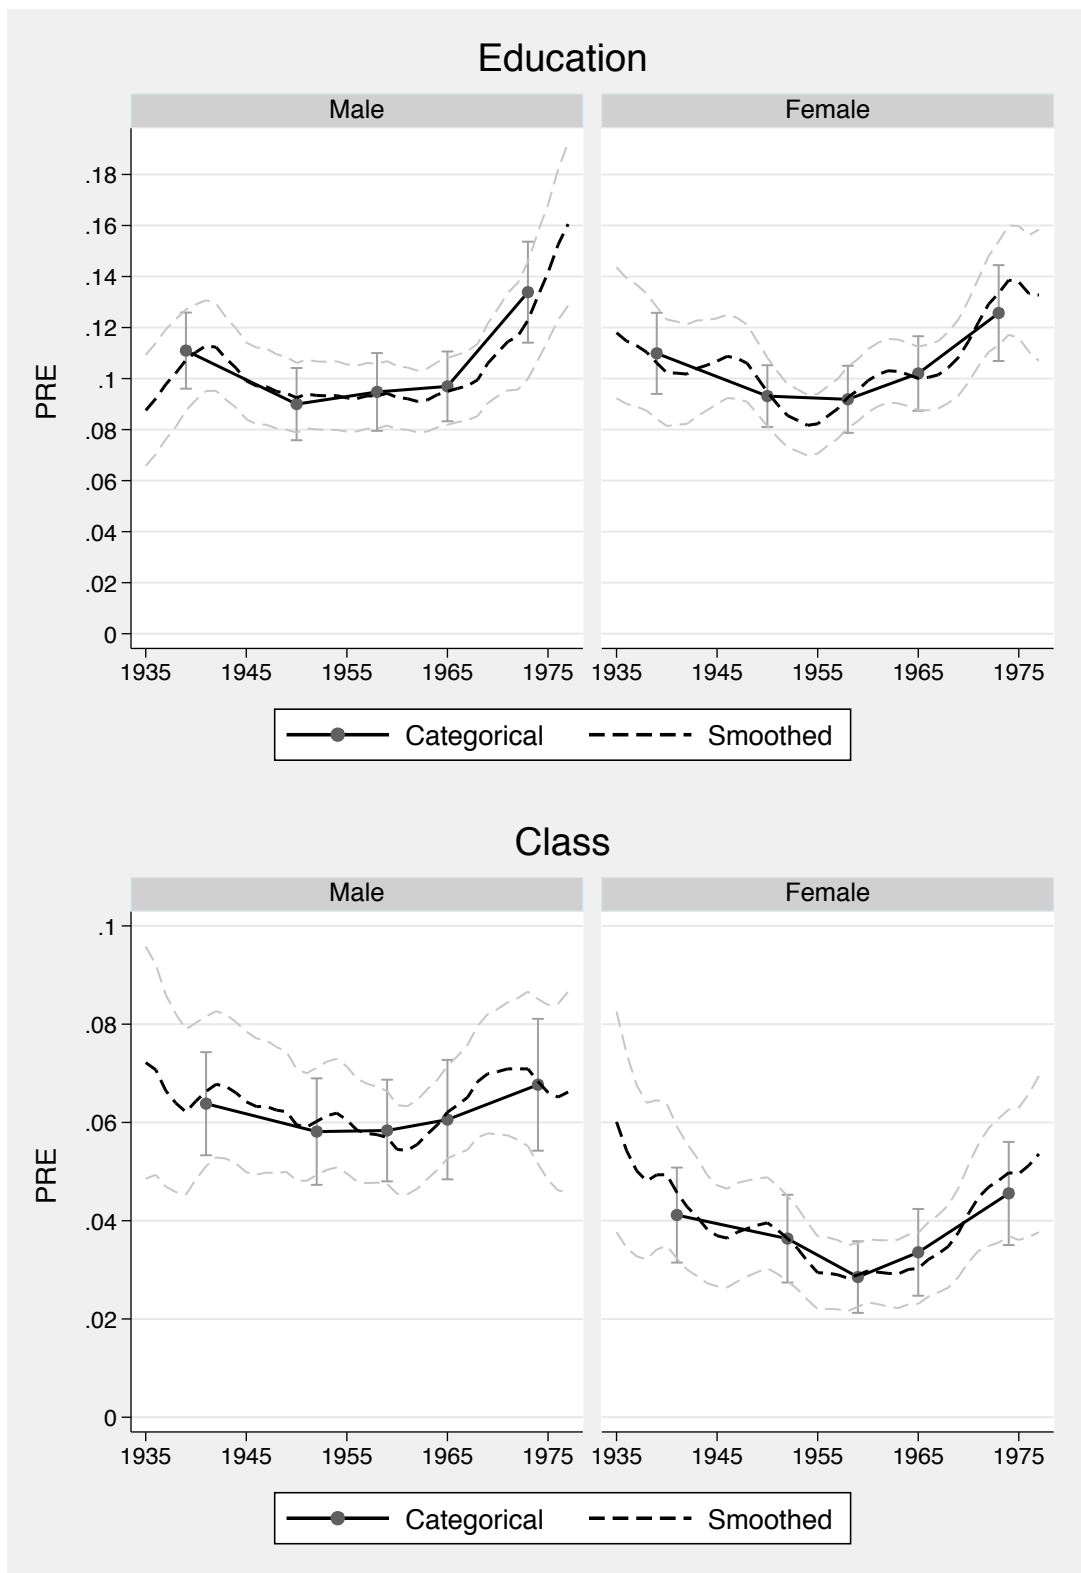 Education
Male Female
PRE
.18
.16
.14
.12
.1
.08
.06
.04
.02
0
1935 1945 1955 1965 1975 1935 1945 1955 1965 1975
Categorical Smoothed
Class
Male Female
PRE
.1
.08
.06
.04
.02
0
1935 1945 1955 1965 1975 1935 1945 1955 1965 1975
Categorical Smoothed